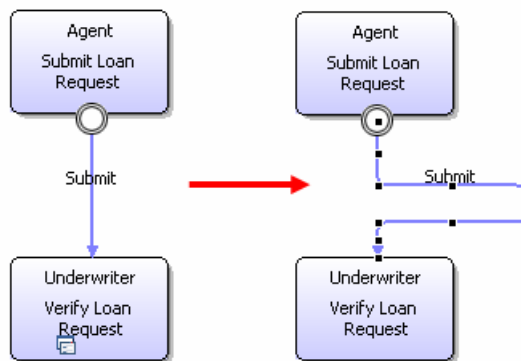 Agent
Submit Loan
Request
Submit
Underwriter
Verify Loan
Request
Agent
Submit Loan
Request
Submit
Underwriter
Verify Loan
Request